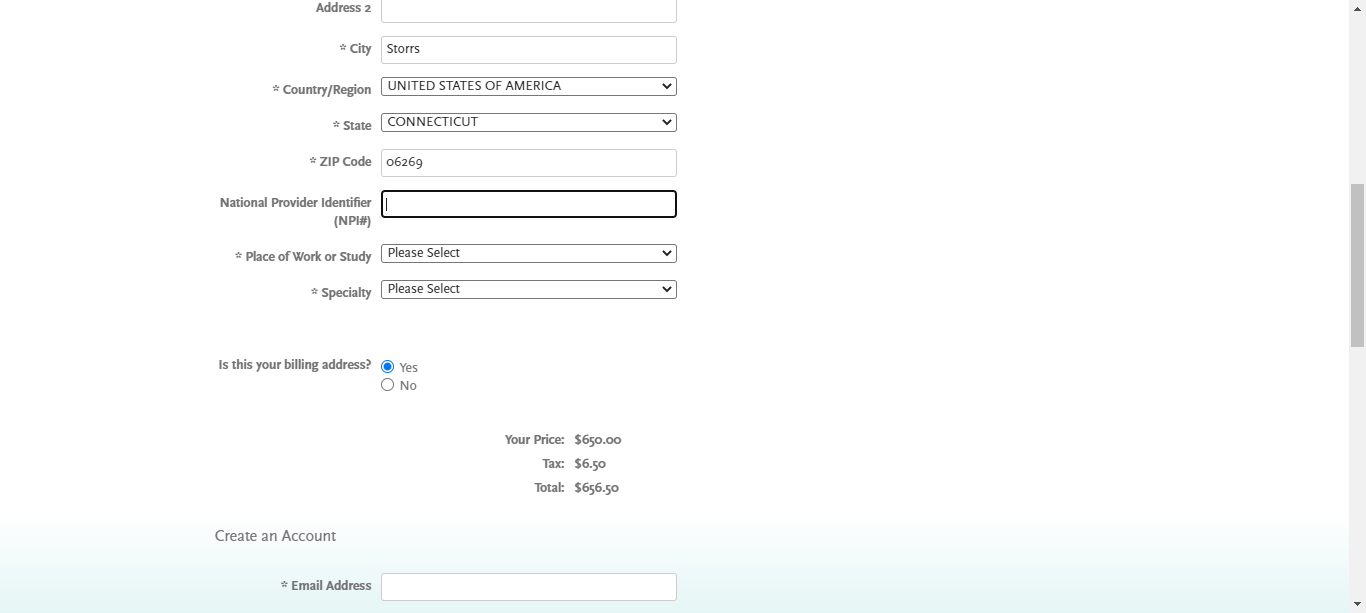 Address 2
* City Storrs
* Country/Region UNITED STATES OF AMERICA
* State CONNECTICUT
* ZIP Code 06269
National Provider Identifier
(NPI#)
* Place of Work or Study Please Select
* Specialty Please Select
Is this your billing address? Yes
No
Your Price: $650.00
Tax: $6.50
Total: $656.50
Create an Account
* Email Address